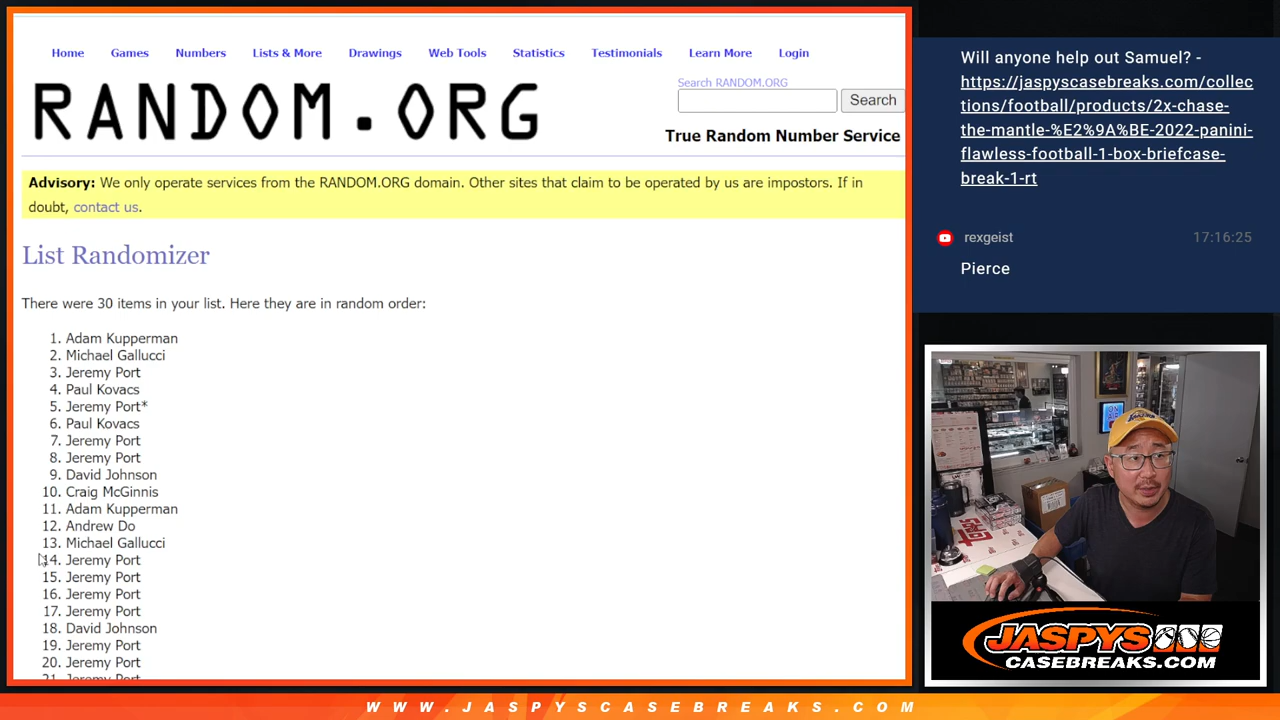 Home Games Numbers Lists & More Drawings Web Tools Statistics Testimonials Learn More Login
RANDOM.ORG
Search RANDOM.ORG
Search
True Random Number Service
Advisory: We only operate services from the RANDOM.ORG domain. Other sites that claim to be operated by us are impostors. If in
doubt, contact us.
List Randomizer
There were 30 items in your list. Here they are in random order:
1. Adam Kupperman
2. Michael Gallucci
3. Jeremy Port
4. Paul Kovacs
5. Jeremy Port*
6. Paul Kovacs
7. Jeremy Port
8. Jeremy Port
9. David Johnson
10. Craig McGinnis
11. Adam Kupperman
12. Andrew Do
13. Michael Gallucci
14. Jeremy Port
15. Jeremy Port
16. Jeremy Port
17. Jeremy Port
18. David Johnson
19. Jeremy Port
20. Jeremy Port
21. Jeremy Port
Will anyone help out Samuel? -
https://jaspyscasebreaks.com/collec
tions/football/products/2x-chase-
the-mantle-%E2%9A%BE-2022-panini-
flawless-football-1-box-briefcase-
break-1-rt
rexgeist 17:16:25
Pierce
JASPYS
CASEBREAKS.COM
WWW.JASPYSCASEBREAKS.COM